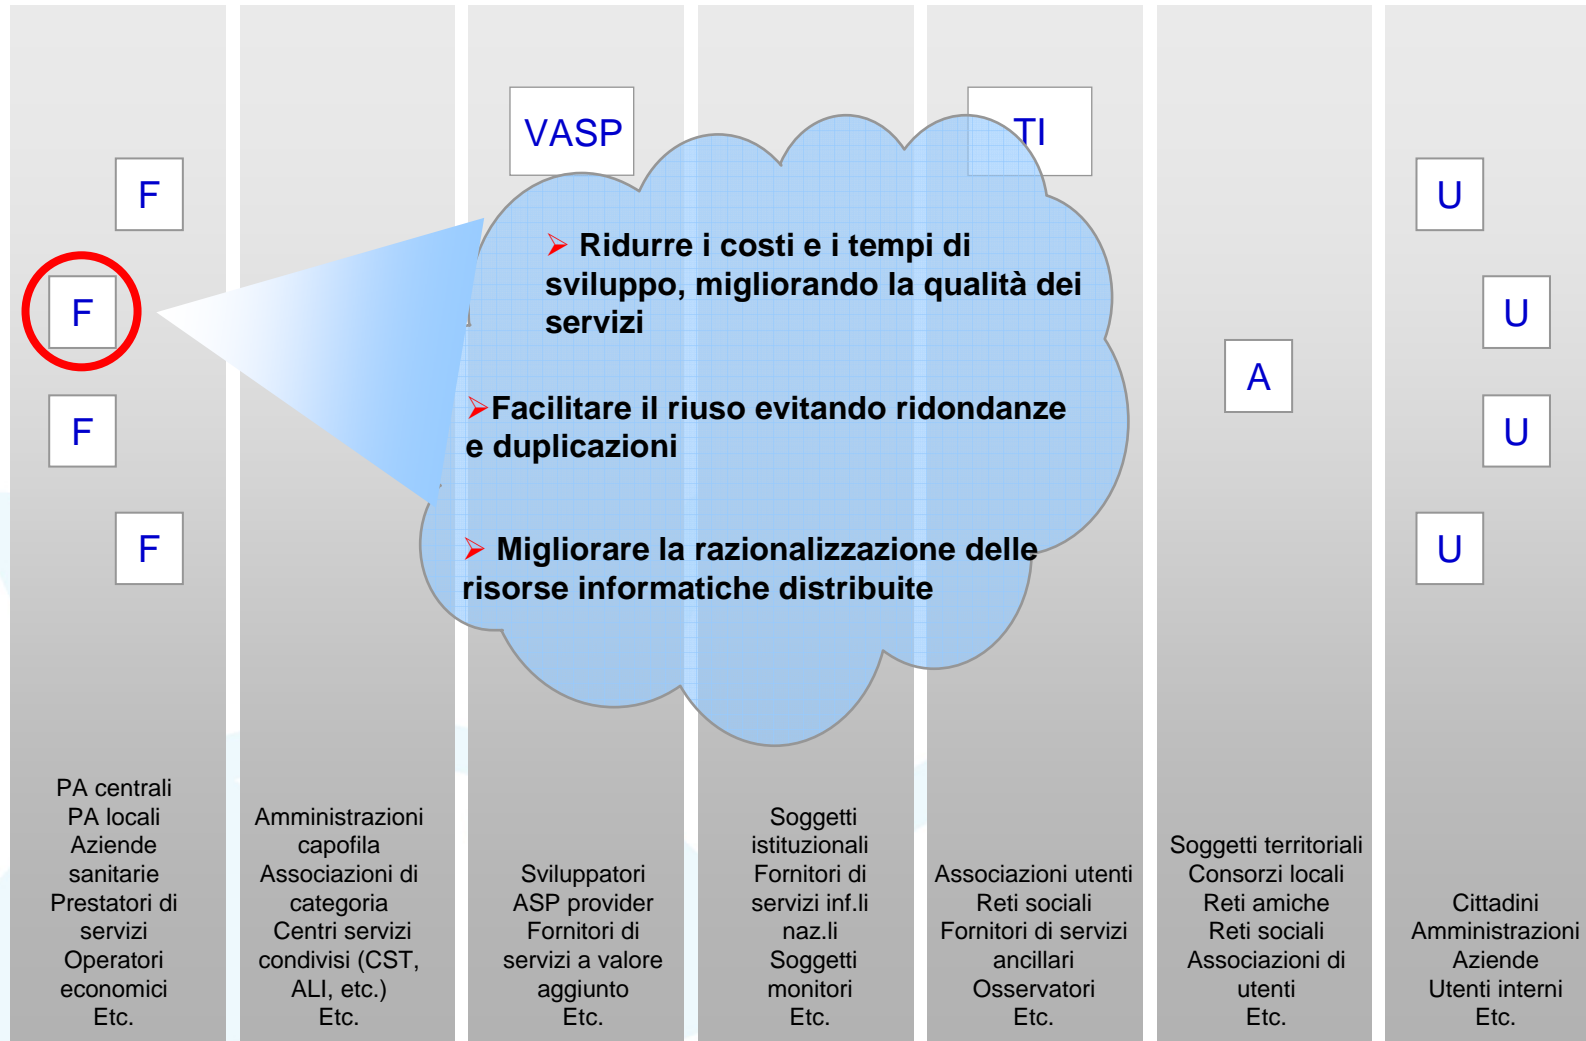 VASP
TI
F
F
F
F
➢ Ridurre i costi e i tempi di
sviluppo, migliorando la qualità dei
servizi
➢Facilitare il riuso evitando ridondanze
e duplicazioni
➢ Migliorare la razionalizzazione delle
risorse informatiche distribuite
A
U
U
U
U
PA centrali
PA locali
Aziende
sanitarie
Prestatori di
servizi
Operatori
economici
Etc.
Amministrazioni
capofila
Associazioni di
categoria
Centri servizi
condivisi (CST,
ALI, etc.)
Etc.
Sviluppatori
ASP provider
Fornitori di
servizi a valore
aggiunto
Etc.
Soggetti
istituzionali
Fornitori di
servizi inf.li
naz.li
Soggetti
monitori
Etc.
Associazioni utenti
Reti sociali
Fornitori di servizi
ancillari
Osservatori
Etc.
Soggetti territoriali
Consorzi locali
Reti amiche
Reti sociali
Associazioni di
utenti
Etc.
Cittadini
Amministrazioni
Aziende
Utenti interni
Etc.